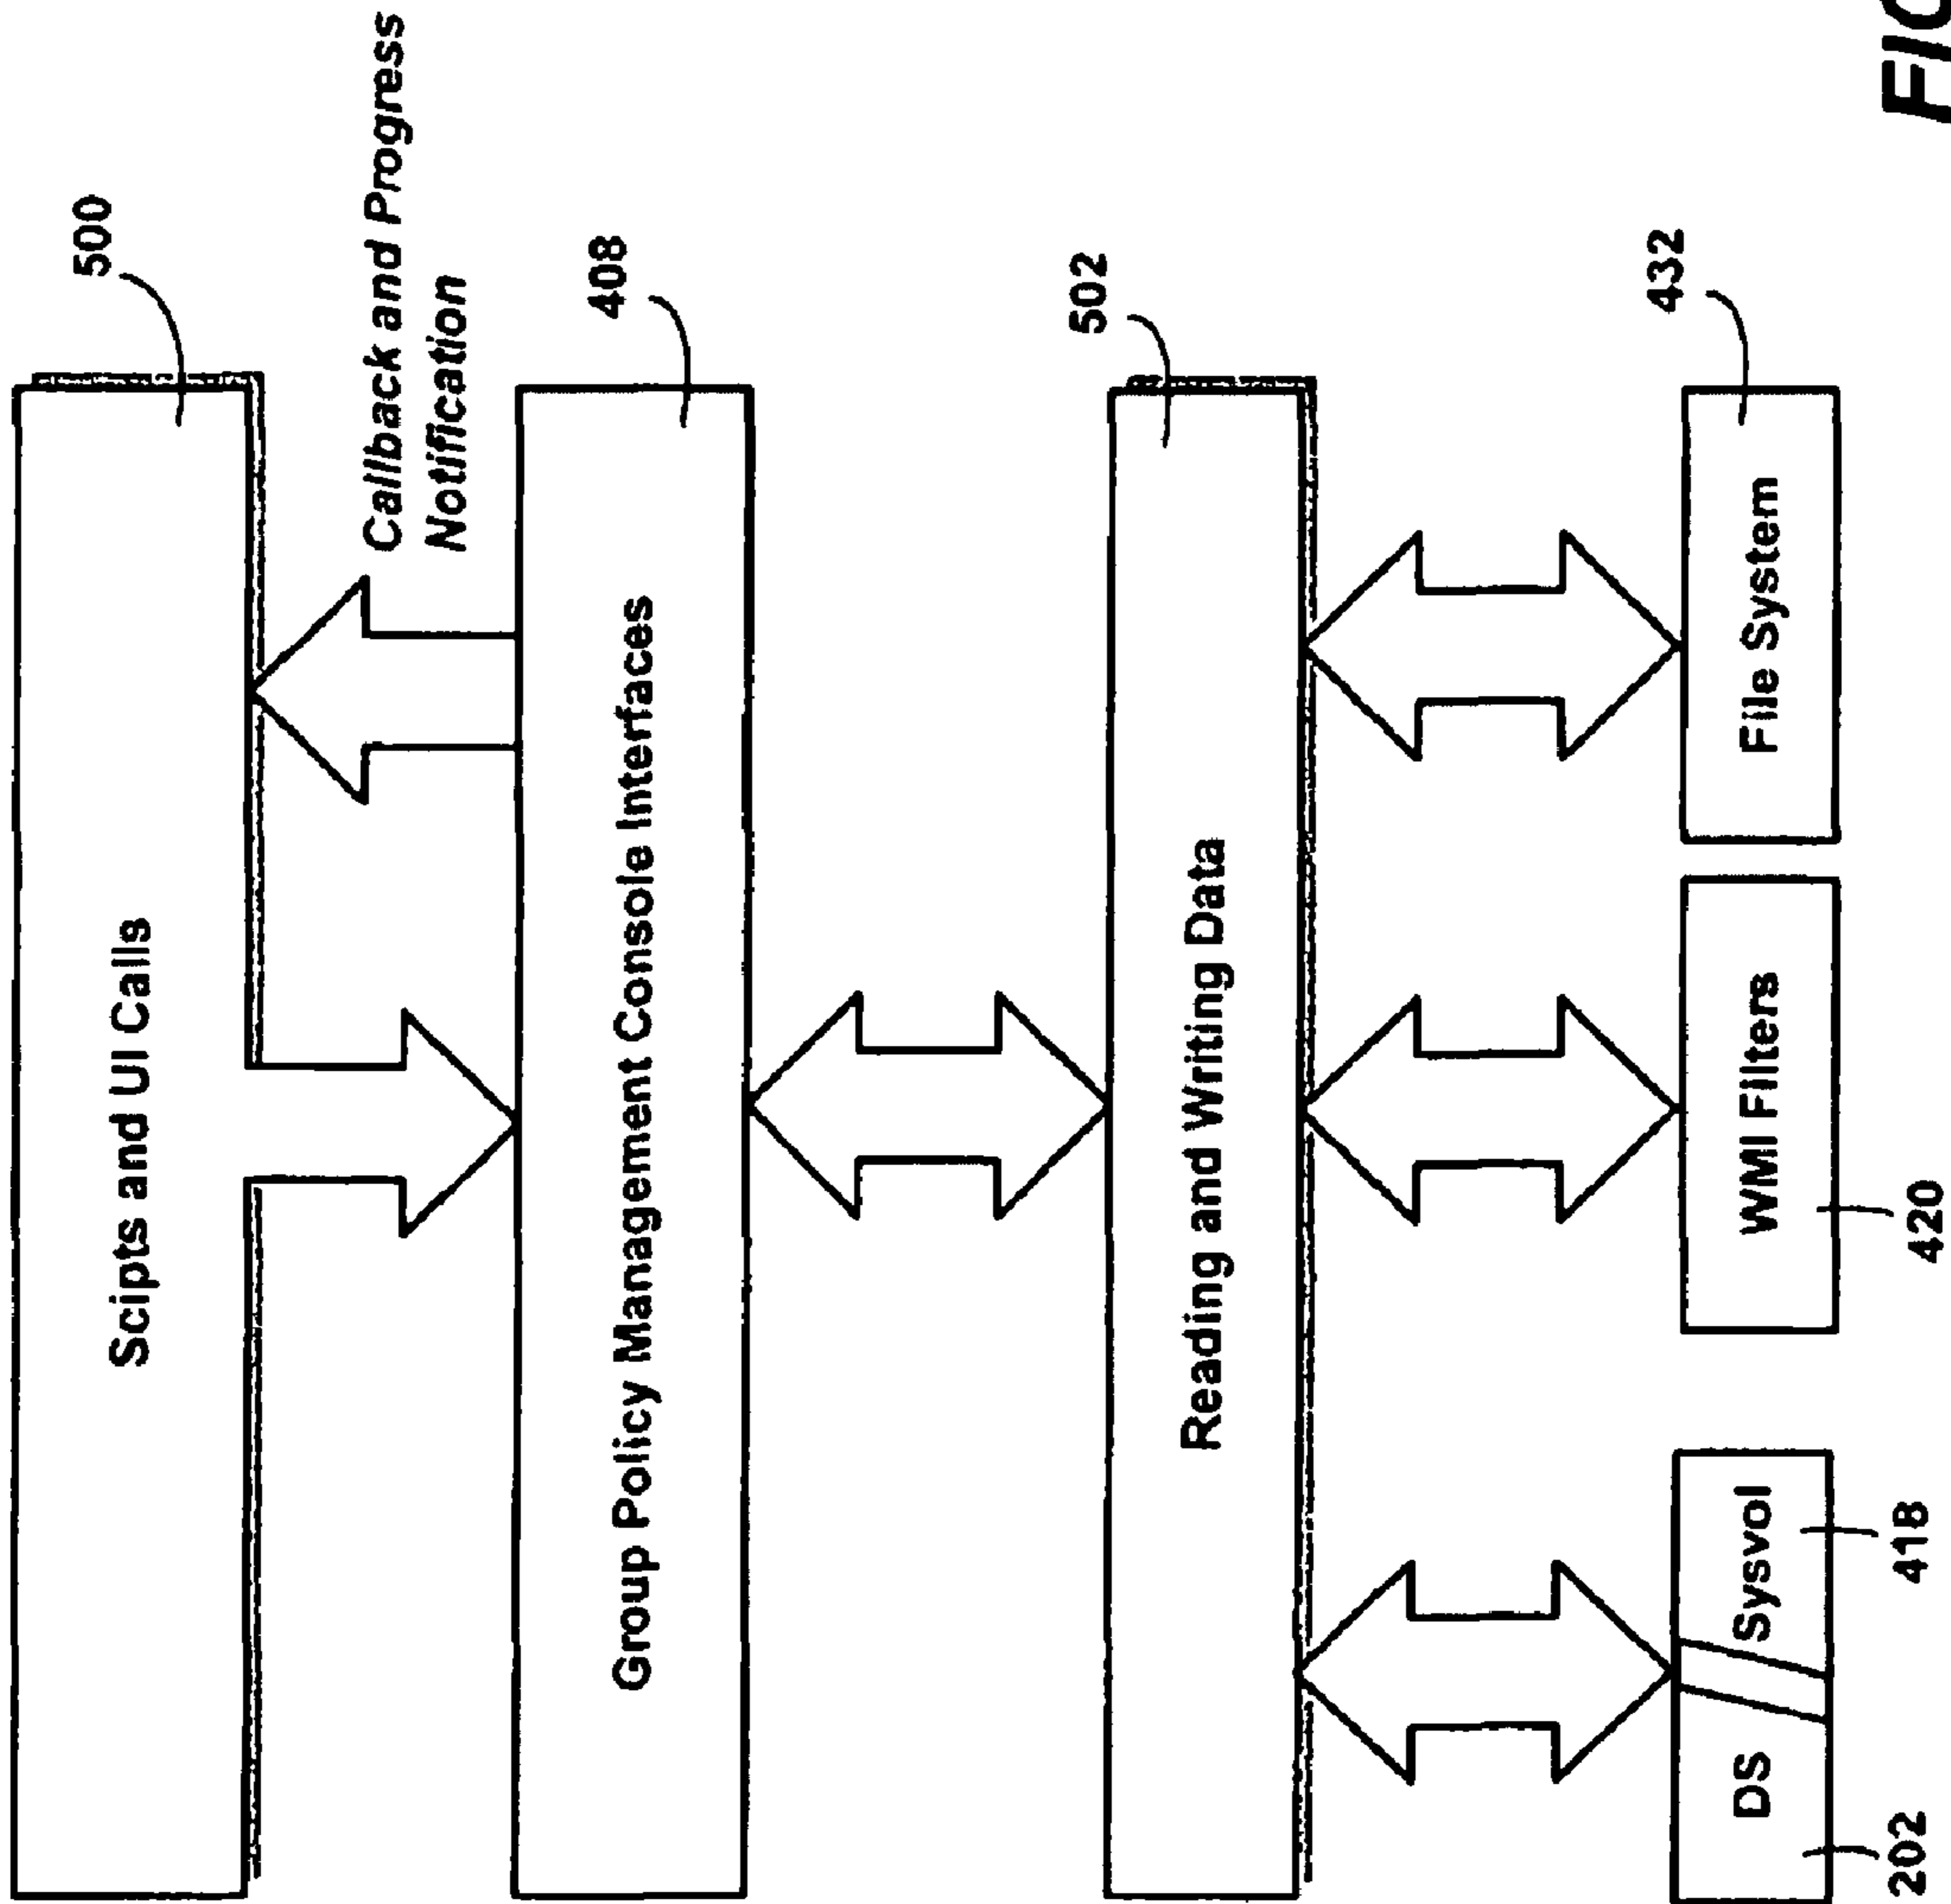 Scipts and UI Calls
500
Callback and Progress
Notification
Group Policy Management Console Interfaces
408
Reading and Writing Data
502
DS
Sysvol
WMI Filters
File System
432
202
418
420